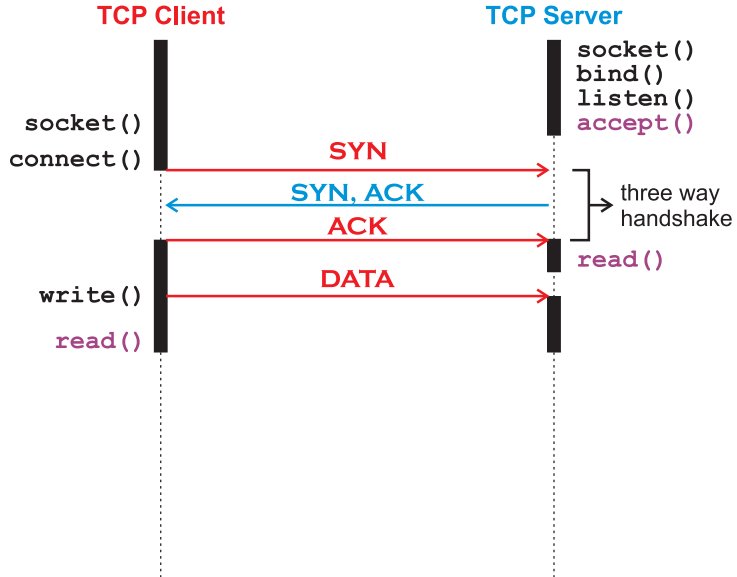 TCP Client
TCP Server
socket()
bind()
listen()
accept()
socket()
connect()
SYN
SYN, ACK
three way
handshake
ACK
read()
DATA
write()
read()